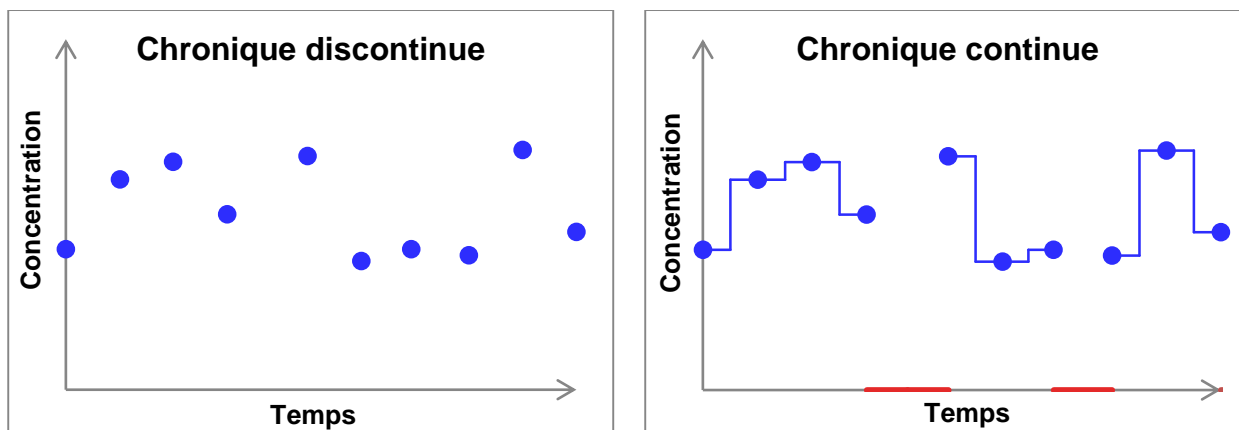 Chronique discontinue
Concentration
Temps
Chronique continue
Concentration
Temps